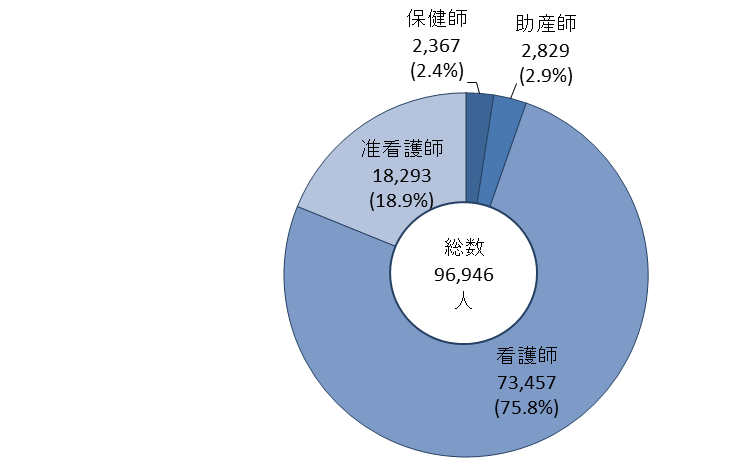 保健師
2,367
(2.4%)
助産師
2,829
(2.9%)
准看護師
18,293
(18.9%)
総数
96,946
人
看護師
73,457
(75.8%)